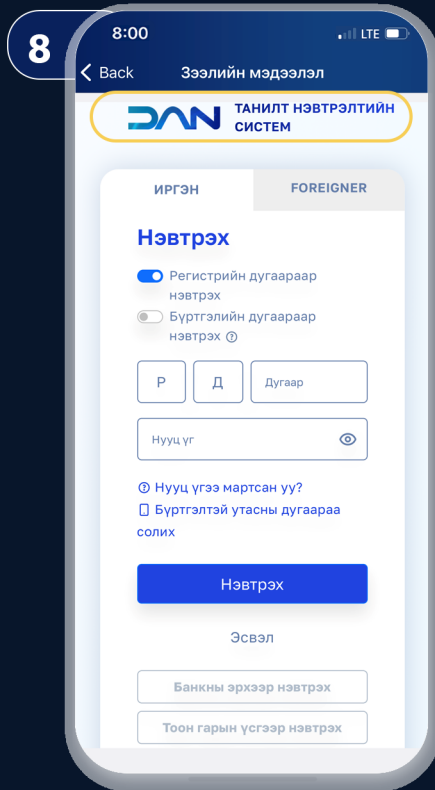 8
8:00
LTE
Back
Зээлийн мэдээлэл
DAN
ТАНИЛТ НЭВТРЭЛТИЙН
СИСТЕМ
ИРГЭН
FOREIGNER
Нэвтрэх
Регистрийн дугаараар
нэвтрэх
Бүртгэлийн дугаараар
нэвтрэх
Р
Д
Дугаар
Нууц үг
Нууц үгээ мартсан уу?
Бүртгэлтэй утасны дугаараа
солих
Нэвтрэх
Эсвэл
Банкны эрхээр нэвтрэх
Тоон гарын үсгээр нэвтрэх